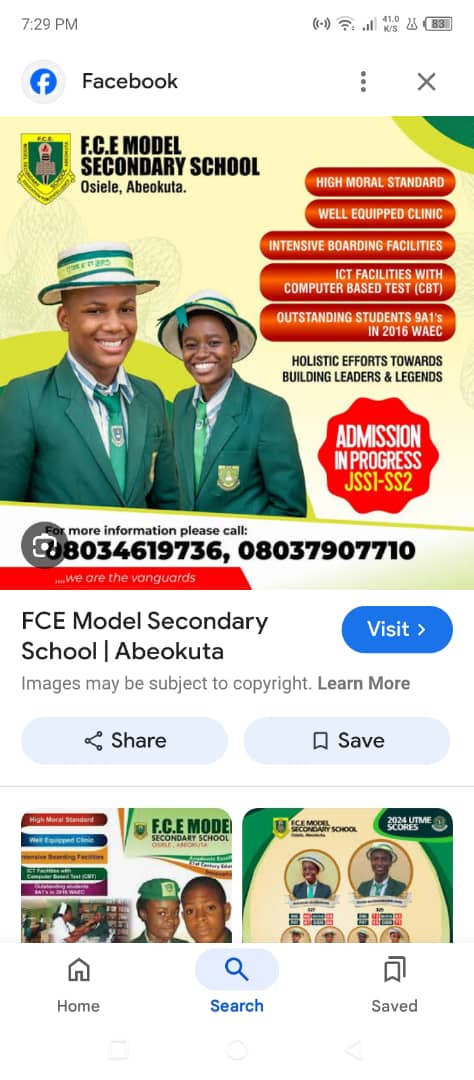 7:29 PM
41.0
K/S
83
Facebook
F.C.E.
F.C.E MODEL
SECONDARY SCHOOL
Osiele, Abeokuta.
HIGH MORAL STANDARD
WELL EQUIPPED CLINIC
INTENSIVE BOARDING FACILITIES
ICT FACILITIES WITH
COMPUTER BASED TEST (CBT)
OUTSTANDING STUDENTS 9A1's
IN 2016 WAEC
HOLISTIC EFFORTS TOWARDS
BUILDING LEADERS & LEGENDS
ADMISSION
IN PROGRESS
JSS1-SS2
For more information please call:
08034619736, 08037907710
....we are the vanguards
FCE Model Secondary
School | Abeokuta
Visit >
Images may be subject to copyright. Learn More
Share
Save
High Moral Standard
Well Equipped Clinic
Intensive Boarding Facilities
ICT Facilities with
Computer Based Test (CBT)
Outstanding students
9A1's in 2016 WAEC
F.C.E MODE
SECONDARY SCHOOL
OSIELE, ABEOKUTA
F.C.E MODEL
SECONDARY SCHOOL
Osiele, Abeokuta.
2024 UTME
SCORES
Home
Search
Saved